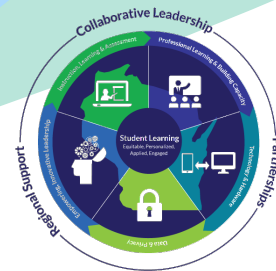 Collaborative Leadership
Instruction, Learning & Assessment
Professional Learning & Building Capacity
Student Learning
Equitable, Personalized,
Applied, Engaged
Empowering, Innovative Leadership
Technology & Hardware
Data & Privacy
Regional Support